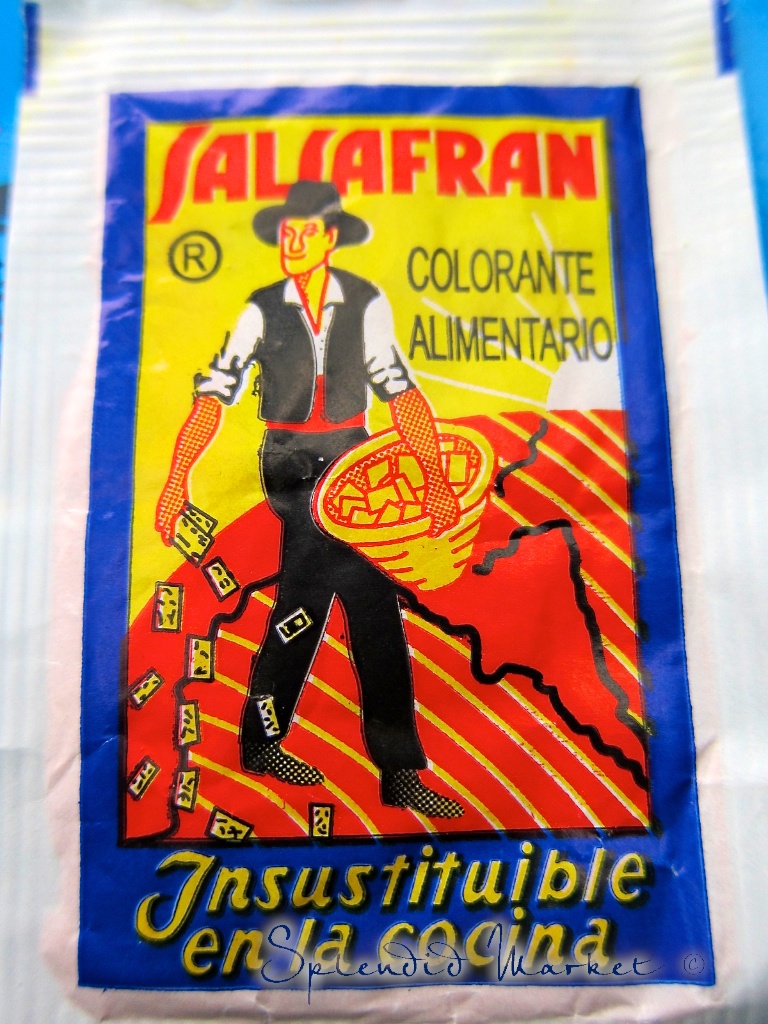 SALSAFRAN
®
COLORANTE
ALIMENTARIO
Insustituible
en la cocina
Splendid Market ©